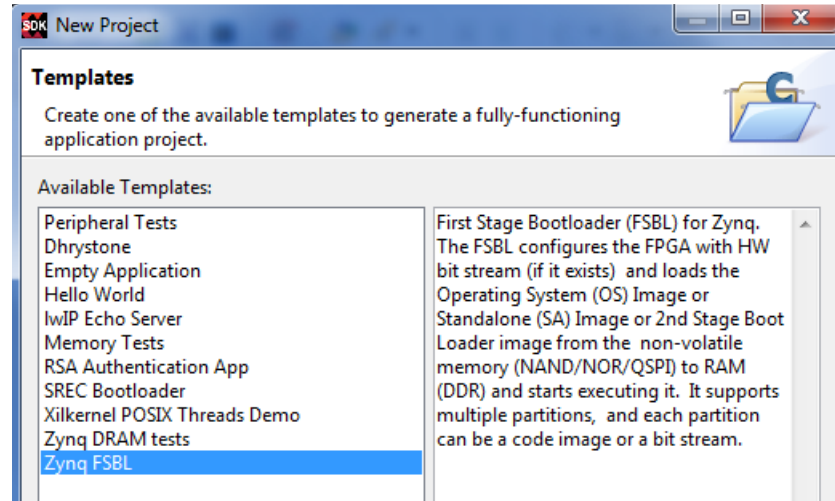 SDK New Project
Templates
Create one of the available templates to generate a fully-functioning
application project.
Available Templates:
Peripheral Tests
Dhrystone
Empty Application
Hello World
lwIP Echo Server
Memory Tests
RSA Authentication App
SREC Bootloader
Xilkernel POSIX Threads Demo
Zynq DRAM tests
Zynq FSBL
First Stage Bootloader (FSBL) for Zynq.
The FSBL configures the FPGA with HW
bit stream (if it exists)  and loads the
Operating System (OS) Image or
Standalone (SA) Image or 2nd Stage Boot
Loader image from the  non-volatile
memory (NAND/NOR/QSPI) to RAM
(DDR) and starts executing it.  It supports
multiple partitions,  and each partition
can be a code image or a bit stream.